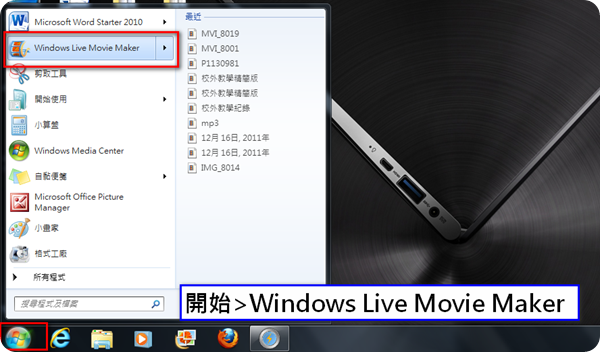 Microsoft Word Starter 2010
Windows Live Movie Maker
剪取工具
開始使用
小算盤
Windows Media Center
自黏便箋
Microsoft Office Picture
Manager
小畫家
格式工廠
所有程式
搜尋程式及檔案
最近
MVI_8019
MVI_8001
P1130981
校外教學精華版
校外教學精華版
校外教學紀錄
mp3
12月 16日, 2011年
12月 16日, 2011年
IMG_8014
開始>Windows Live Movie Maker